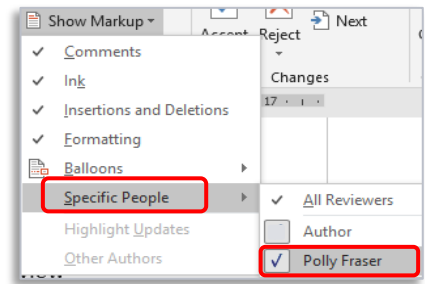 Show Markup
Accept Reject
Next
Changes
Comments
Ink
Insertions and Deletions
Formatting
Balloons
Specific People
Highlight Updates
Other Authors
17
All Reviewers
Author
Polly Fraser